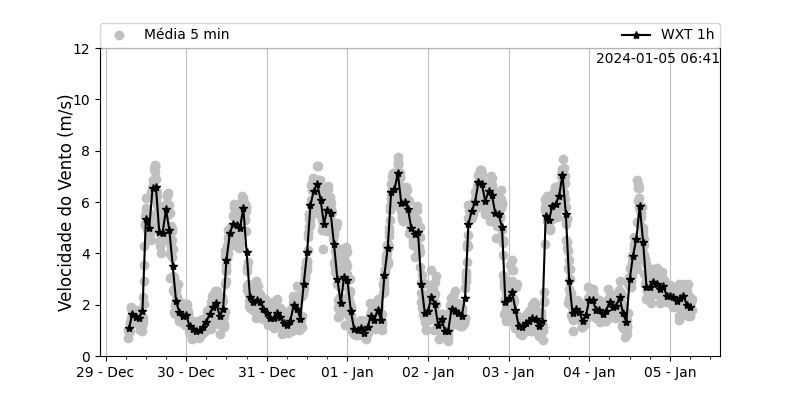 Média 5 min
WXT 1h
2024-01-05 06:41
Velocidade do Vento (m/s)
12
10
8
6
4
2
0
29 - Dec
30 - Dec
31 - Dec
01 - Jan
02 - Jan
03 - Jan
04 - Jan
05 - Jan